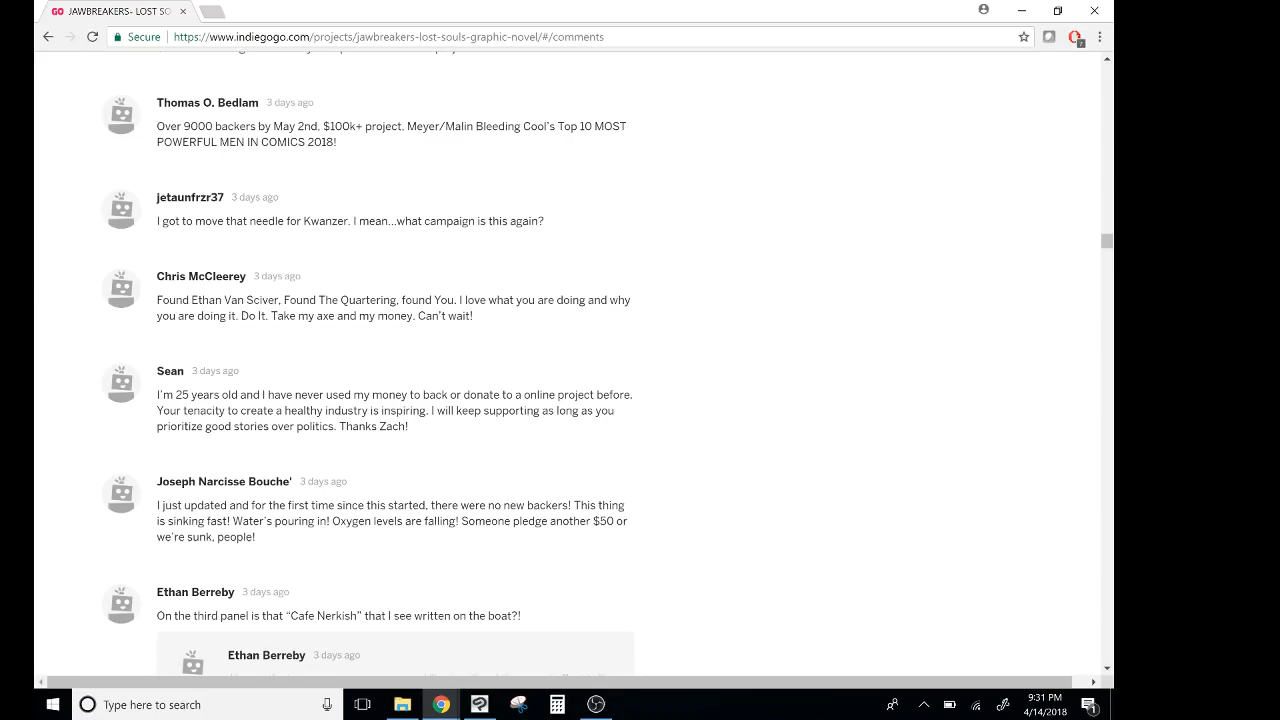 GO JAWBREAKERS- LOST SO
Secure https://www.indiegogo.com/projects/jawbreakers-lost-souls-graphic-novel/#/comments
7
Thomas O. Bedlam 3 days ago
Over 9000 backers by May 2nd, $100k+ project, Meyer/Malin Bleeding Cool's Top 10 MOST
POWERFUL MEN IN COMICS 2018!
jetaunfrzr37 3 days ago
I got to move that needle for Kwanzer. I mean...what campaign is this again?
Chris McCleerey 3 days ago
Found Ethan Van Sciver, Found The Quartering, found You. I love what you are doing and why
you are doing it. Do It. Take my axe and my money. Can't wait!
Sean 3 days ago
I'm 25 years old and I have never used my money to back or donate to a online project before.
Your tenacity to create a healthy industry is inspiring. I will keep supporting as long as you
prioritize good stories over politics. Thanks Zach!
Joseph Narcisse Bouche' 3 days ago
I just updated and for the first time since this started, there were no new backers! This thing
is sinking fast! Water's pouring in! Oxygen levels are falling! Someone pledge another $50 or
we're sunk, people!
Ethan Berreby 3 days ago
On the third panel is that “Cafe Nerkish” that I see written on the boat?!
Ethan Berreby 3 days ago
Type here to search
9:31 PM
4/14/2018
1